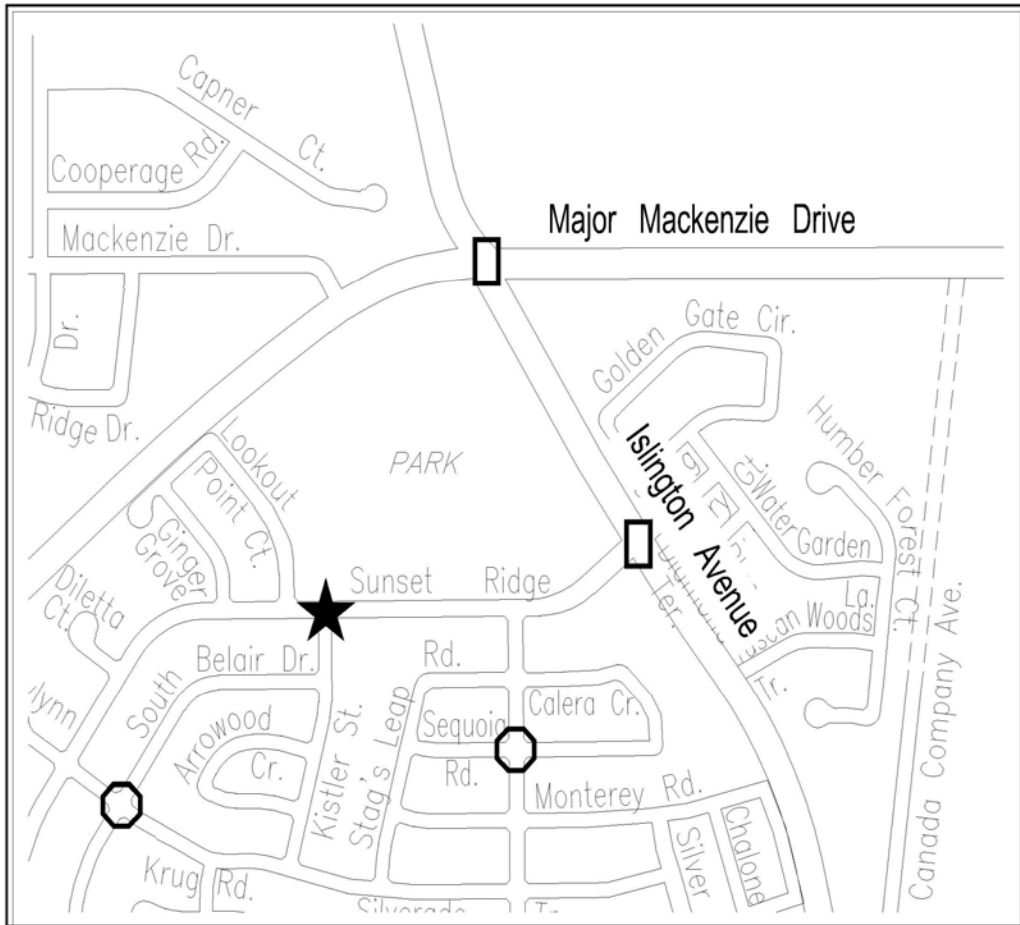 Capner Ct.
Cooperage Rd.
Major Mackenzie Drive
Mackenzie Dr.
Dr.
Ridge Dr.
Golden Gate Cir.
Islington Avenue
Humber Forest Ct.
Lookout
Point Ct.
PARK
Ct.
Water
Garden
La.
Woods
Ginger
Grove
Diletta
Ct.
Sunset Ridge
Ter.
Canada Company Ave.
South
Belair Dr.
Rd.
Calera Cr.
Arrowood
Cr.
Kistler St.
Stag's Leap
Sequoia
Rd.
Monterey Rd.
Silver
Chalone
Krug Rd.